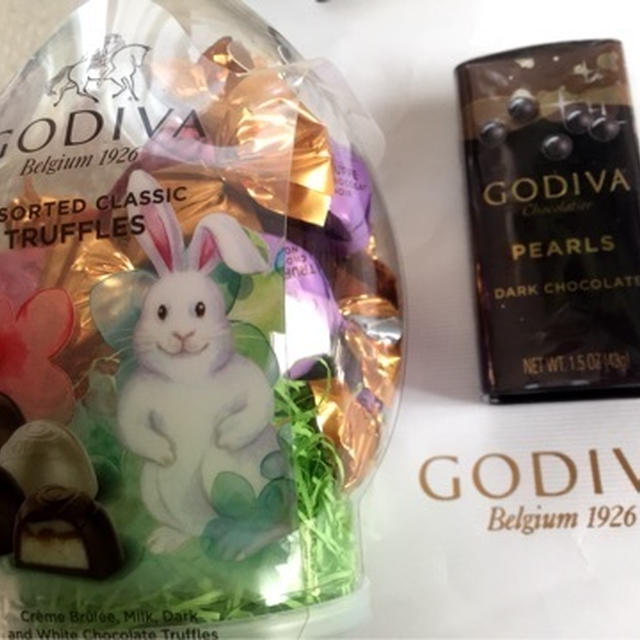 GODIVA
Belgium 1926
SORTED CLASSIC
TRUFFLES
Crème Brûlée, Milk, Dark
and White Chocolate Truffles
GODIVA
Chocolatier
PEARLS
DARK CHOCOLATE
NET WT. 1.5 OZ (43g)
GODIV
Belgium 1926